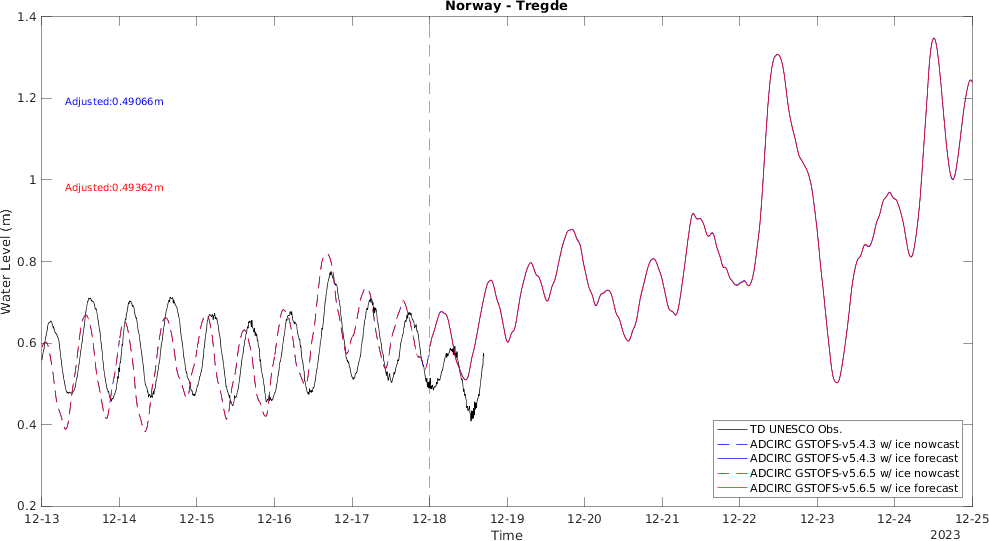 Norway - Tregde
1.4
1.2
1
0.8
0.6
0.4
0.2
Water Level (m)
Adjusted:0.49066m
Adjusted:0.49362m
TD UNESCO Obs.
ADCIRC GSTOFS-v5.4.3 w/ ice nowcast
ADCIRC GSTOFS-v5.4.3 w/ ice forecast
ADCIRC GSTOFS-v5.6.5 w/ ice nowcast
ADCIRC GSTOFS-v5.6.5 w/ ice forecast
12-13 12-14 12-15 12-16 12-17 12-18 12-19 12-20 12-21 12-22 12-23 12-24 12-25
Time
2023